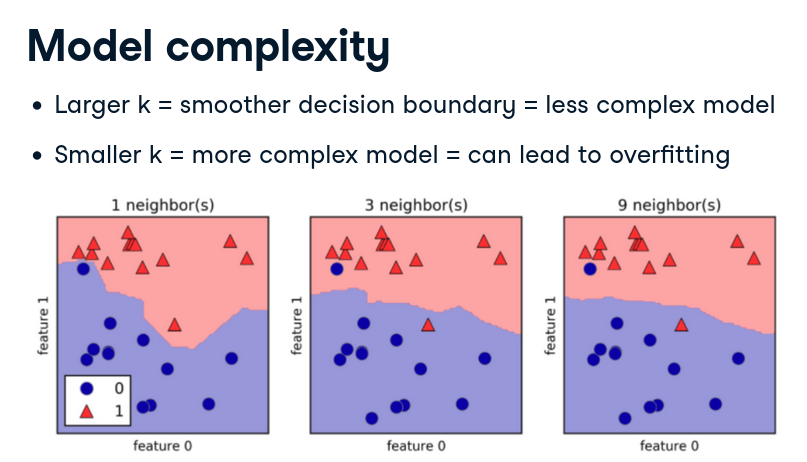 Model complexity
• Larger k = smoother decision boundary = less complex model
• Smaller k = more complex model = can lead to overfitting
1 neighbor(s)
3 neighbor(s)
9 neighbor(s)
feature 1
feature 1
feature 1
0
1
feature 0
feature 0
feature 0